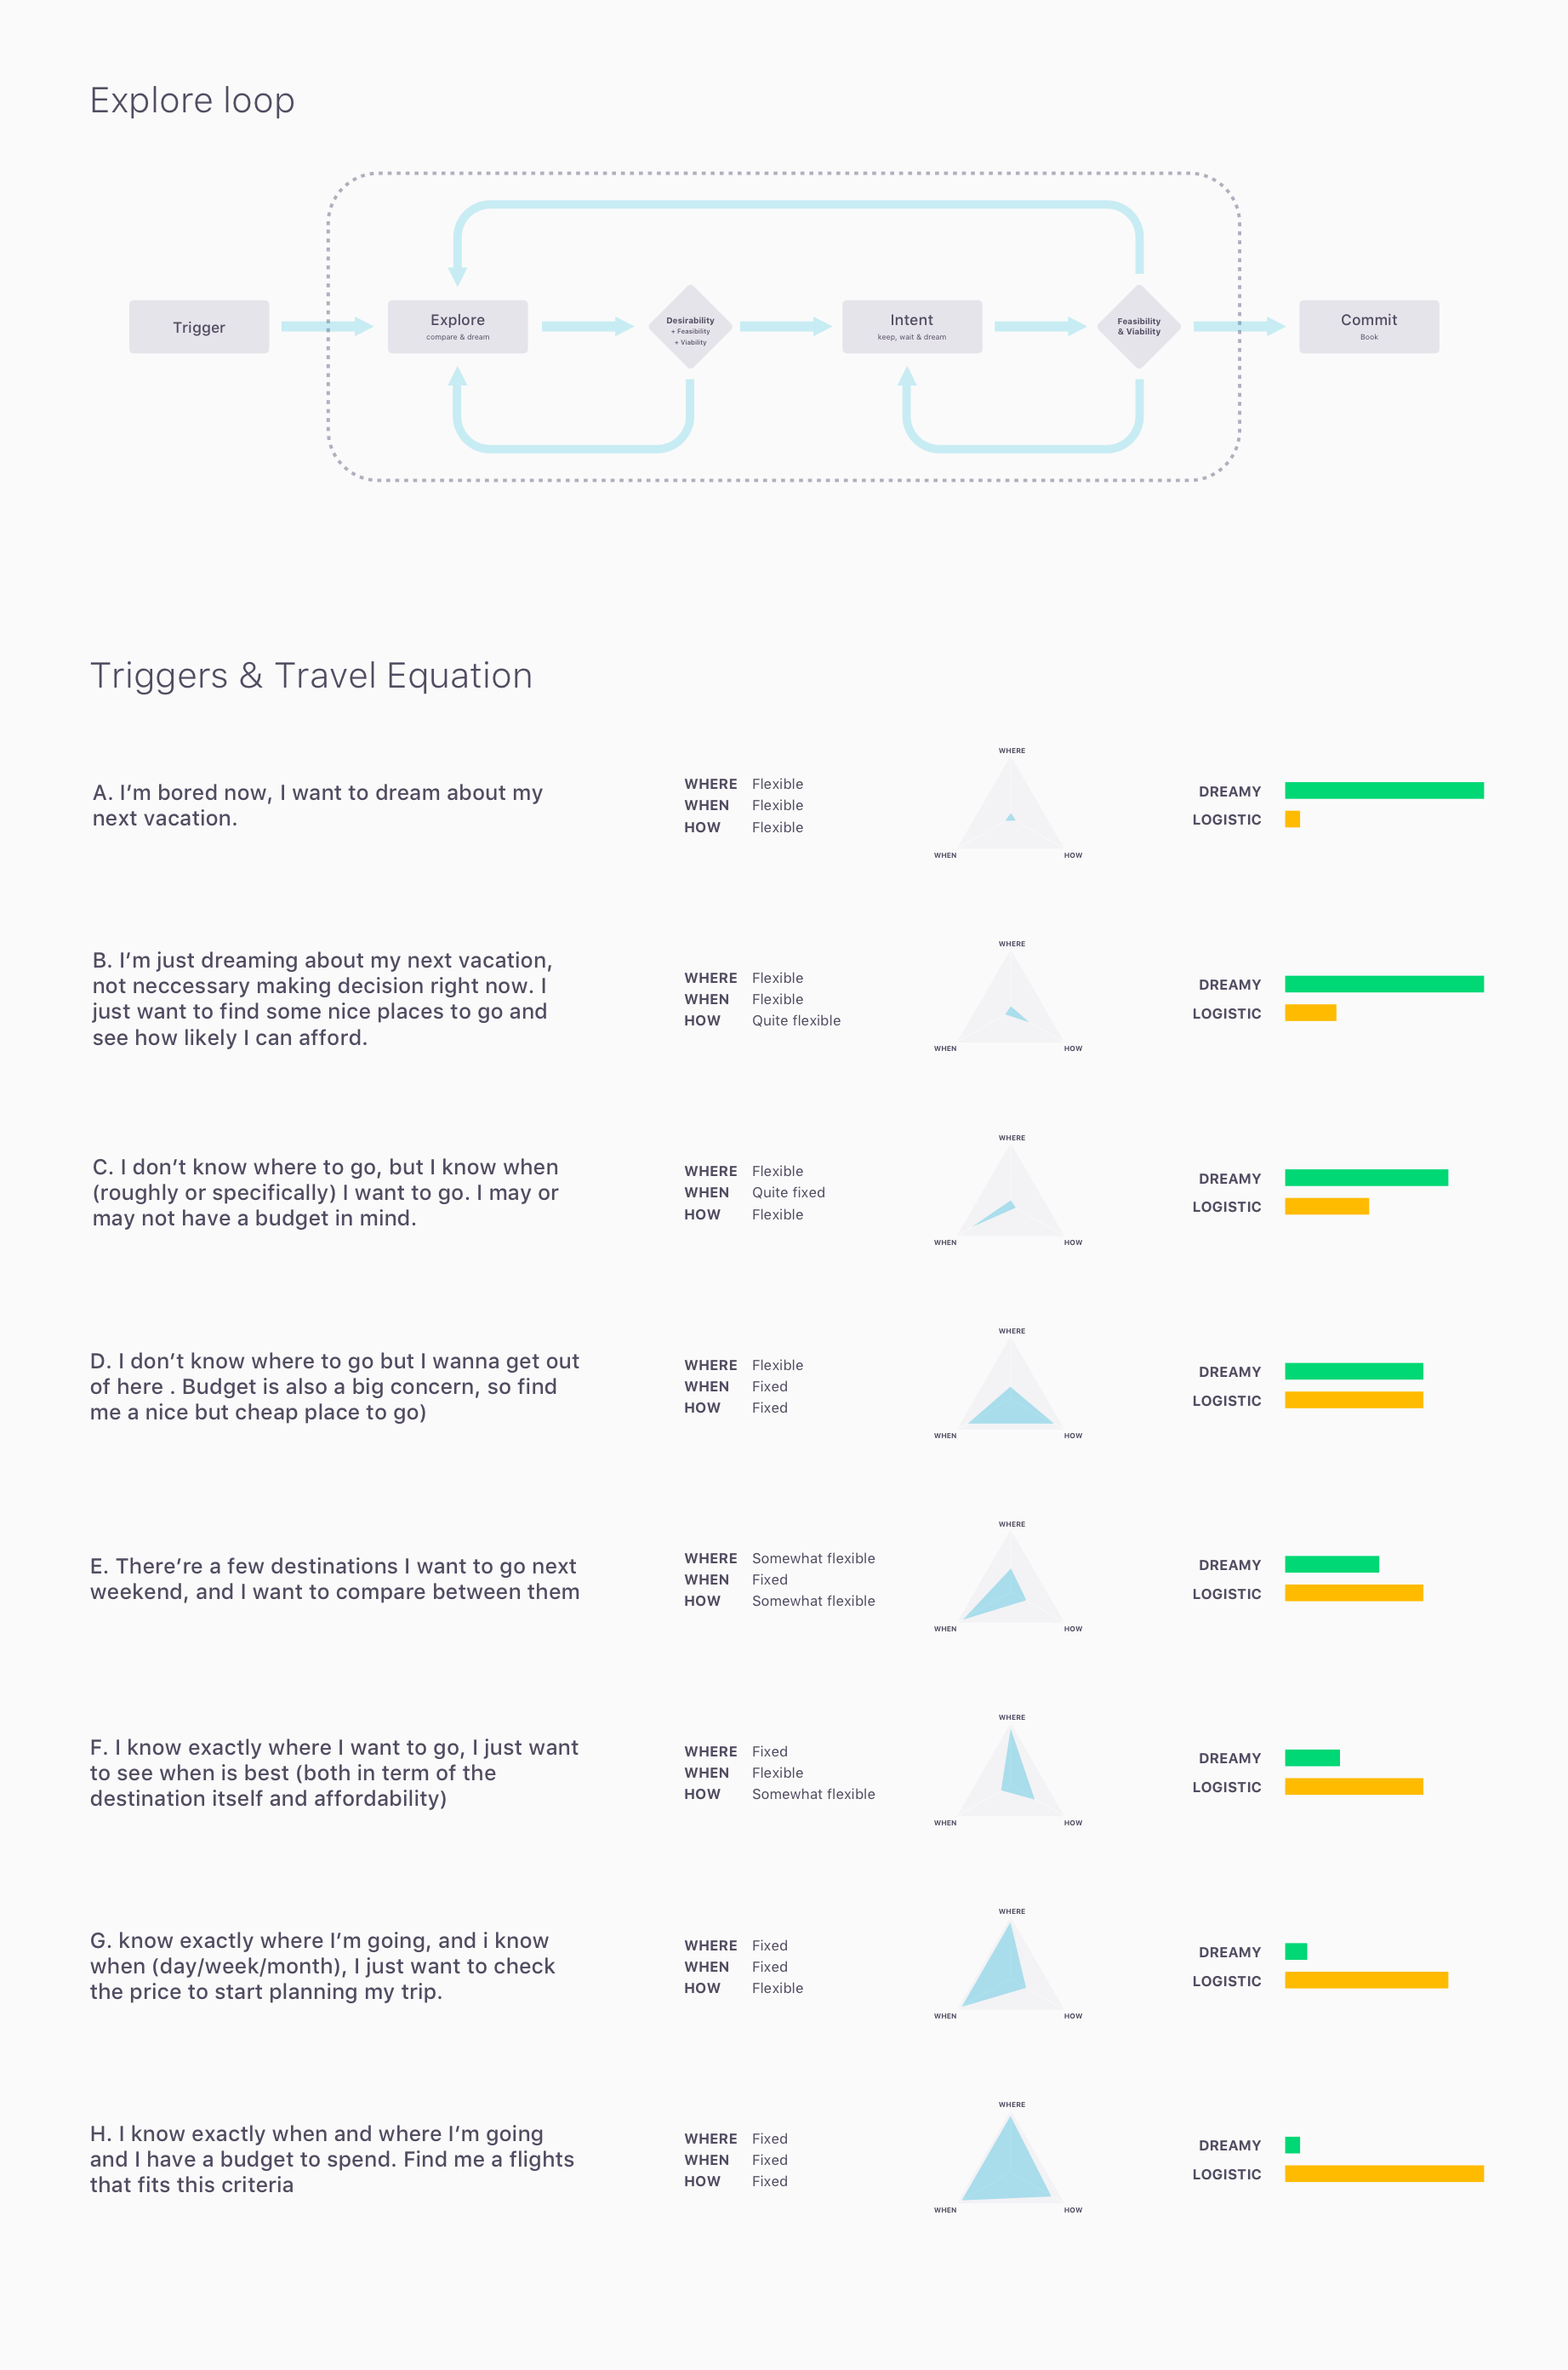 Explore loop
Trigger
Explore
compare & dream
Desirability
+ Feasibility
+ Viability
Intent
keep, wait & dream
Feasibility
& Viability
Commit
Book
Triggers & Travel Equation
A. I’m bored now, I want to dream about my
next vacation.
WHERE Flexible
WHEN Flexible
HOW Flexible
WHERE
WHEN
HOW
DREAMY
LOGISTIC
B. I’m just dreaming about my next vacation,
not neccessary making decision right now. I
just want to find some nice places to go and
see how likely I can afford.
WHERE Flexible
WHEN Flexible
HOW Quite flexible
WHERE
WHEN
HOW
DREAMY
LOGISTIC
C. I don’t know where to go, but I know when
(roughly or specifically) I want to go. I may or
may not have a budget in mind.
WHERE Flexible
WHEN Quite fixed
HOW Flexible
WHERE
WHEN
HOW
DREAMY
LOGISTIC
D. I don’t know where to go but I wanna get out
of here . Budget is also a big concern, so find
me a nice but cheap place to go)
WHERE Flexible
WHEN Fixed
HOW Fixed
WHERE
WHEN
HOW
DREAMY
LOGISTIC
E. There’re a few destinations I want to go next
weekend, and I want to compare between them
WHERE Somewhat flexible
WHEN Fixed
HOW Somewhat flexible
WHERE
WHEN
HOW
DREAMY
LOGISTIC
F. I know exactly where I want to go, I just want
to see when is best (both in term of the
destination itself and affordability)
WHERE Fixed
WHEN Flexible
HOW Somewhat flexible
WHERE
WHEN
HOW
DREAMY
LOGISTIC
G. know exactly where I’m going, and i know
when (day/week/month), I just want to check
the price to start planning my trip.
WHERE Fixed
WHEN Fixed
HOW Flexible
WHERE
WHEN
HOW
DREAMY
LOGISTIC
H. I know exactly when and where I’m going
and I have a budget to spend. Find me a flights
that fits this criteria
WHERE Fixed
WHEN Fixed
HOW Fixed
WHERE
WHEN
HOW
DREAMY
LOGISTIC